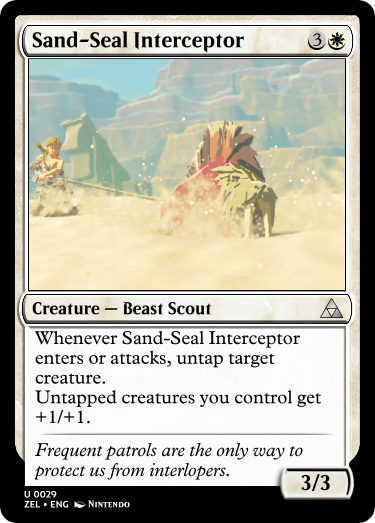 Sand-Seal Interceptor 3
Creature — Beast Scout
Whenever Sand-Seal Interceptor
enters or attacks, untap target
creature.
Untapped creatures you control get
+1/+1.
Frequent patrols are the only way to
protect us from interlopers.
3/3
U 0029
ZEL • ENG Nintendo